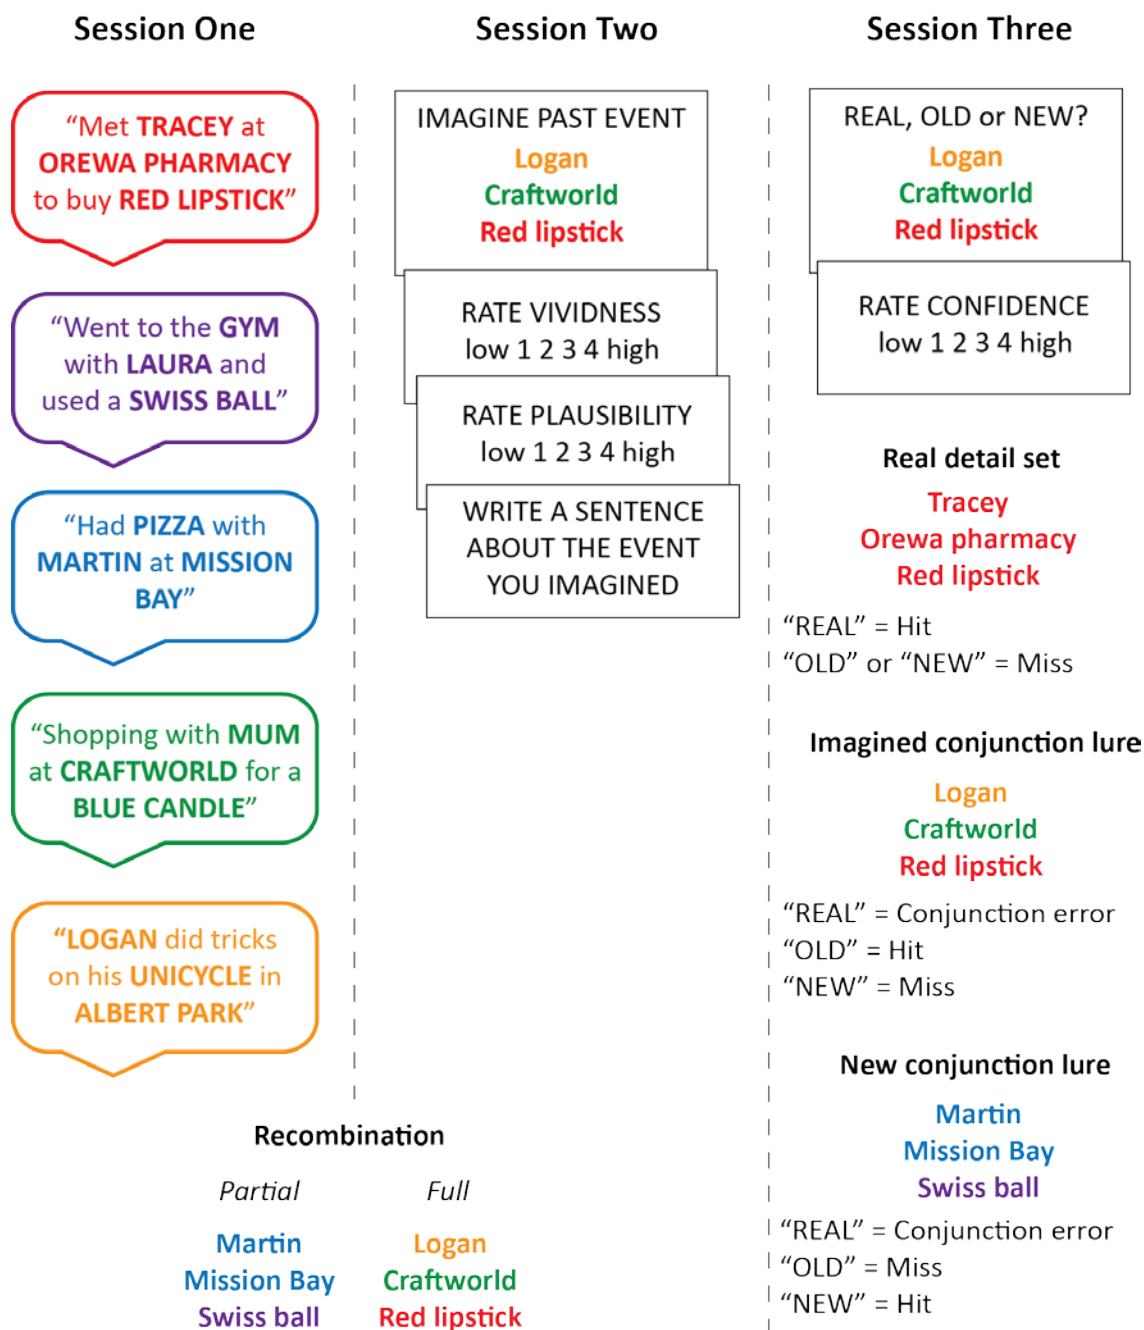 Session One
“Met TRACEY at
OREWA PHARMACY
to buy RED LIPSTICK”
“Went to the GYM
with LAURA and
used a SWISS BALL”
“Had PIZZA with
MARTIN at MISSION
BAY”
“Shopping with MUM
at CRAFTWORLD for a
BLUE CANDLE”
“LOGAN did tricks
on his UNICYCLE in
ALBERT PARK”
Recombination
Partial
Martin
Mission Bay
Swiss ball
Full
Logan
Craftworld
Red lipstick
Session Two
IMAGINE PAST EVENT
Logan
Craftworld
Red lipstick
RATE VIVIDNESS
low 1 2 3 4 high
RATE PLAUSIBILITY
low 1 2 3 4 high
WRITE A SENTENCE
ABOUT THE EVENT
YOU IMAGINED
Session Three
REAL, OLD or NEW?
Logan
Craftworld
Red lipstick
RATE CONFIDENCE
low 1 2 3 4 high
Real detail set
Tracey
Orewa pharmacy
Red lipstick
“REAL” = Hit
“OLD” or “NEW” = Miss
Imagined conjunction lure
Logan
Craftworld
Red lipstick
“REAL” = Conjunction error
“OLD” = Hit
“NEW” = Miss
New conjunction lure
Martin
Mission Bay
Swiss ball
“REAL” = Conjunction error
“OLD” = Miss
“NEW” = Hit